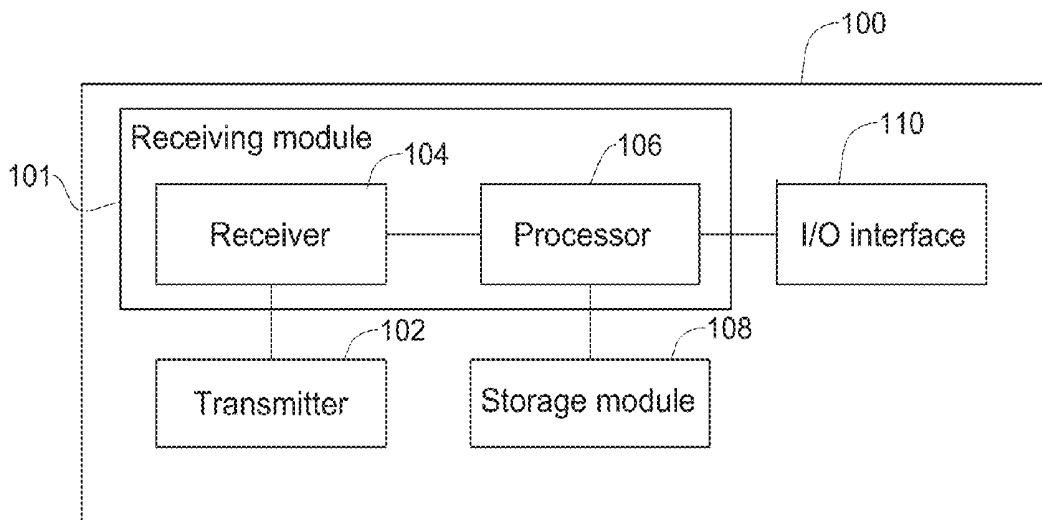 100
Receiving module
104
106
110
101
Receiver
Processor
I/O interface
102
108
Transmitter
Storage module